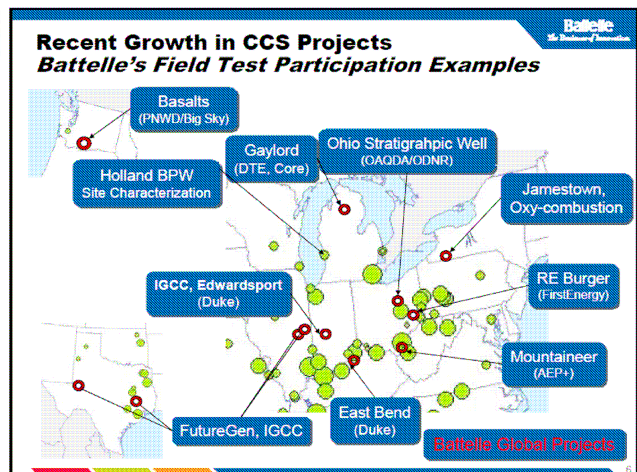 Battelle
The Business of Innovation
Recent Growth in CCS Projects
Battelle's Field Test Participation Examples
Basalts
(PNWD/Big Sky)
Gaylord
(DTE, Core)
Ohio Stratigrahpic Well
(OAQDA/ODNR)
Holland BPW
Site Characterization
Jamestown,
Oxy-combustion
IGCC, Edwardsport
(Duke)
RE Burger
(FirstEnergy)
Mountaineer
(AEP+)
East Bend
(Duke)
FutureGen, IGCC
Battelle Global Projects